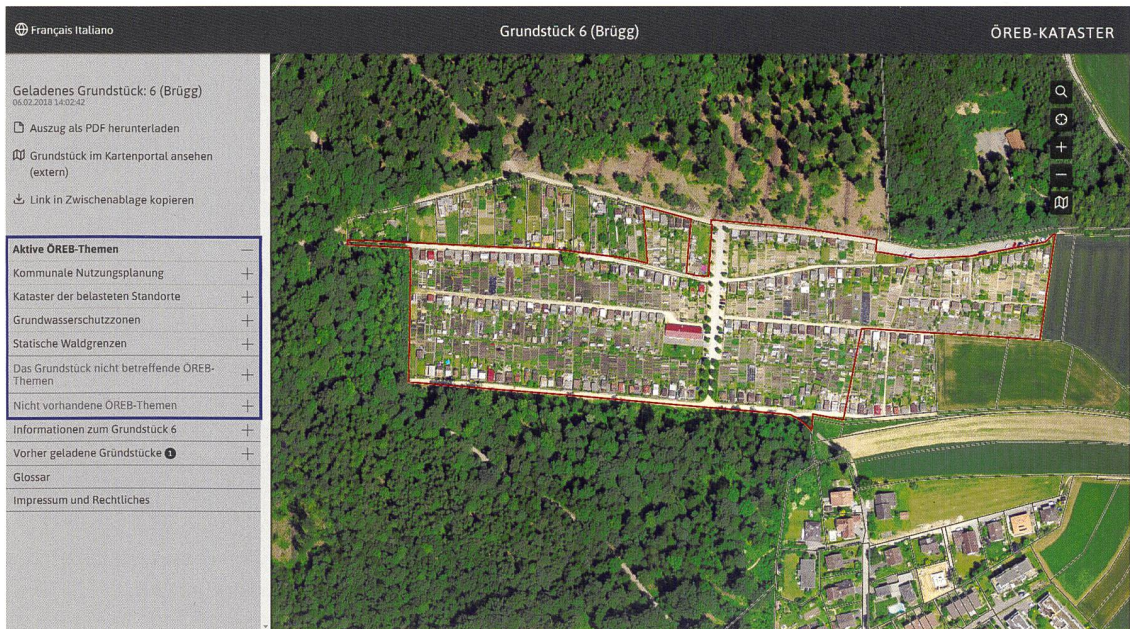 Français Italiano
Grundstück 6 (Brügg)
ÖREB-KATASTER
Geladenes Grundstück: 6 (Brügg)
06.02.2018 14:02:42
Auszug als PDF herunterladen
Grundstück im Kartenportal ansehen
(extern)
Link in Zwischenablage kopieren
Aktive ÖREB-Themen
Kommunale Nutzungsplanung
Kataster der belasteten Standorte
Grundwasserschutzzonen
Statische Waldgrenzen
Das Grundstück nicht betreffende ÖREB-
Themen
Nicht vorhandene ÖREB-Themen
Informationen zum Grundstück 6
Vorher geladene Grundstücke 1
Glossar
Impressum und Rechtliches